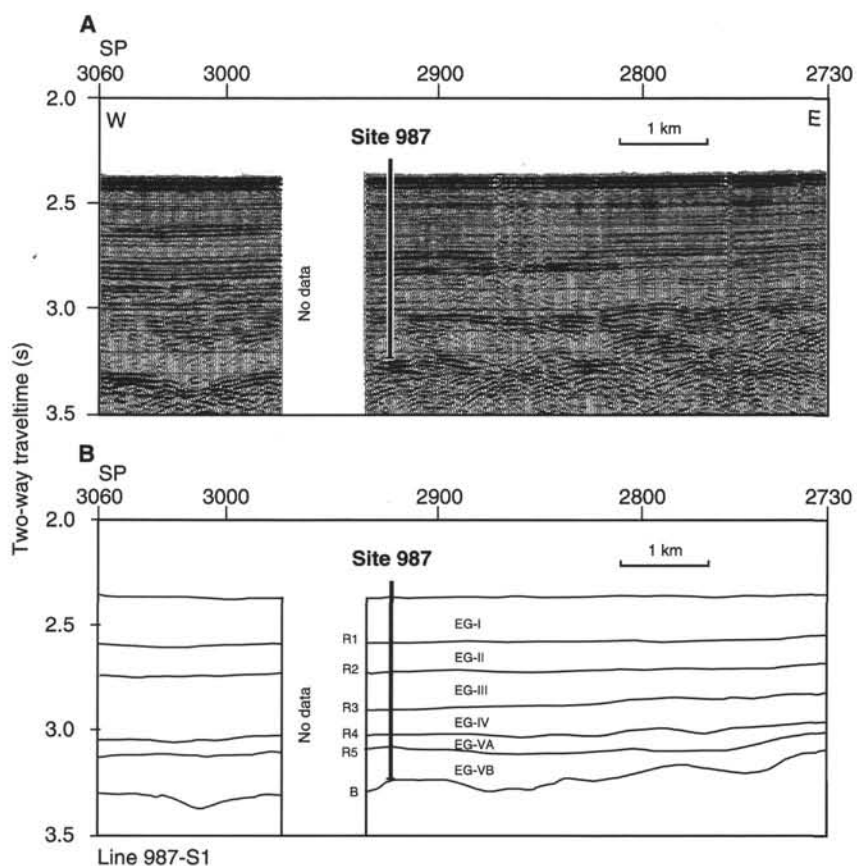 A
SP
3060 3000 2900 2800 2730
2.0
W
E
Site 987
1 km
2.5
No data
3.0
3.5
Two-way traveltime (s)
B
SP
3060 3000 2900 2800 2730
2.0
Site 987
1 km
2.5
EG-I
R1
EG-II
R2
EG-III
R3
No data
3.0
EG-IV
R4
EG-VA
R5
EG-VB
B
3.5
Line 987-S1